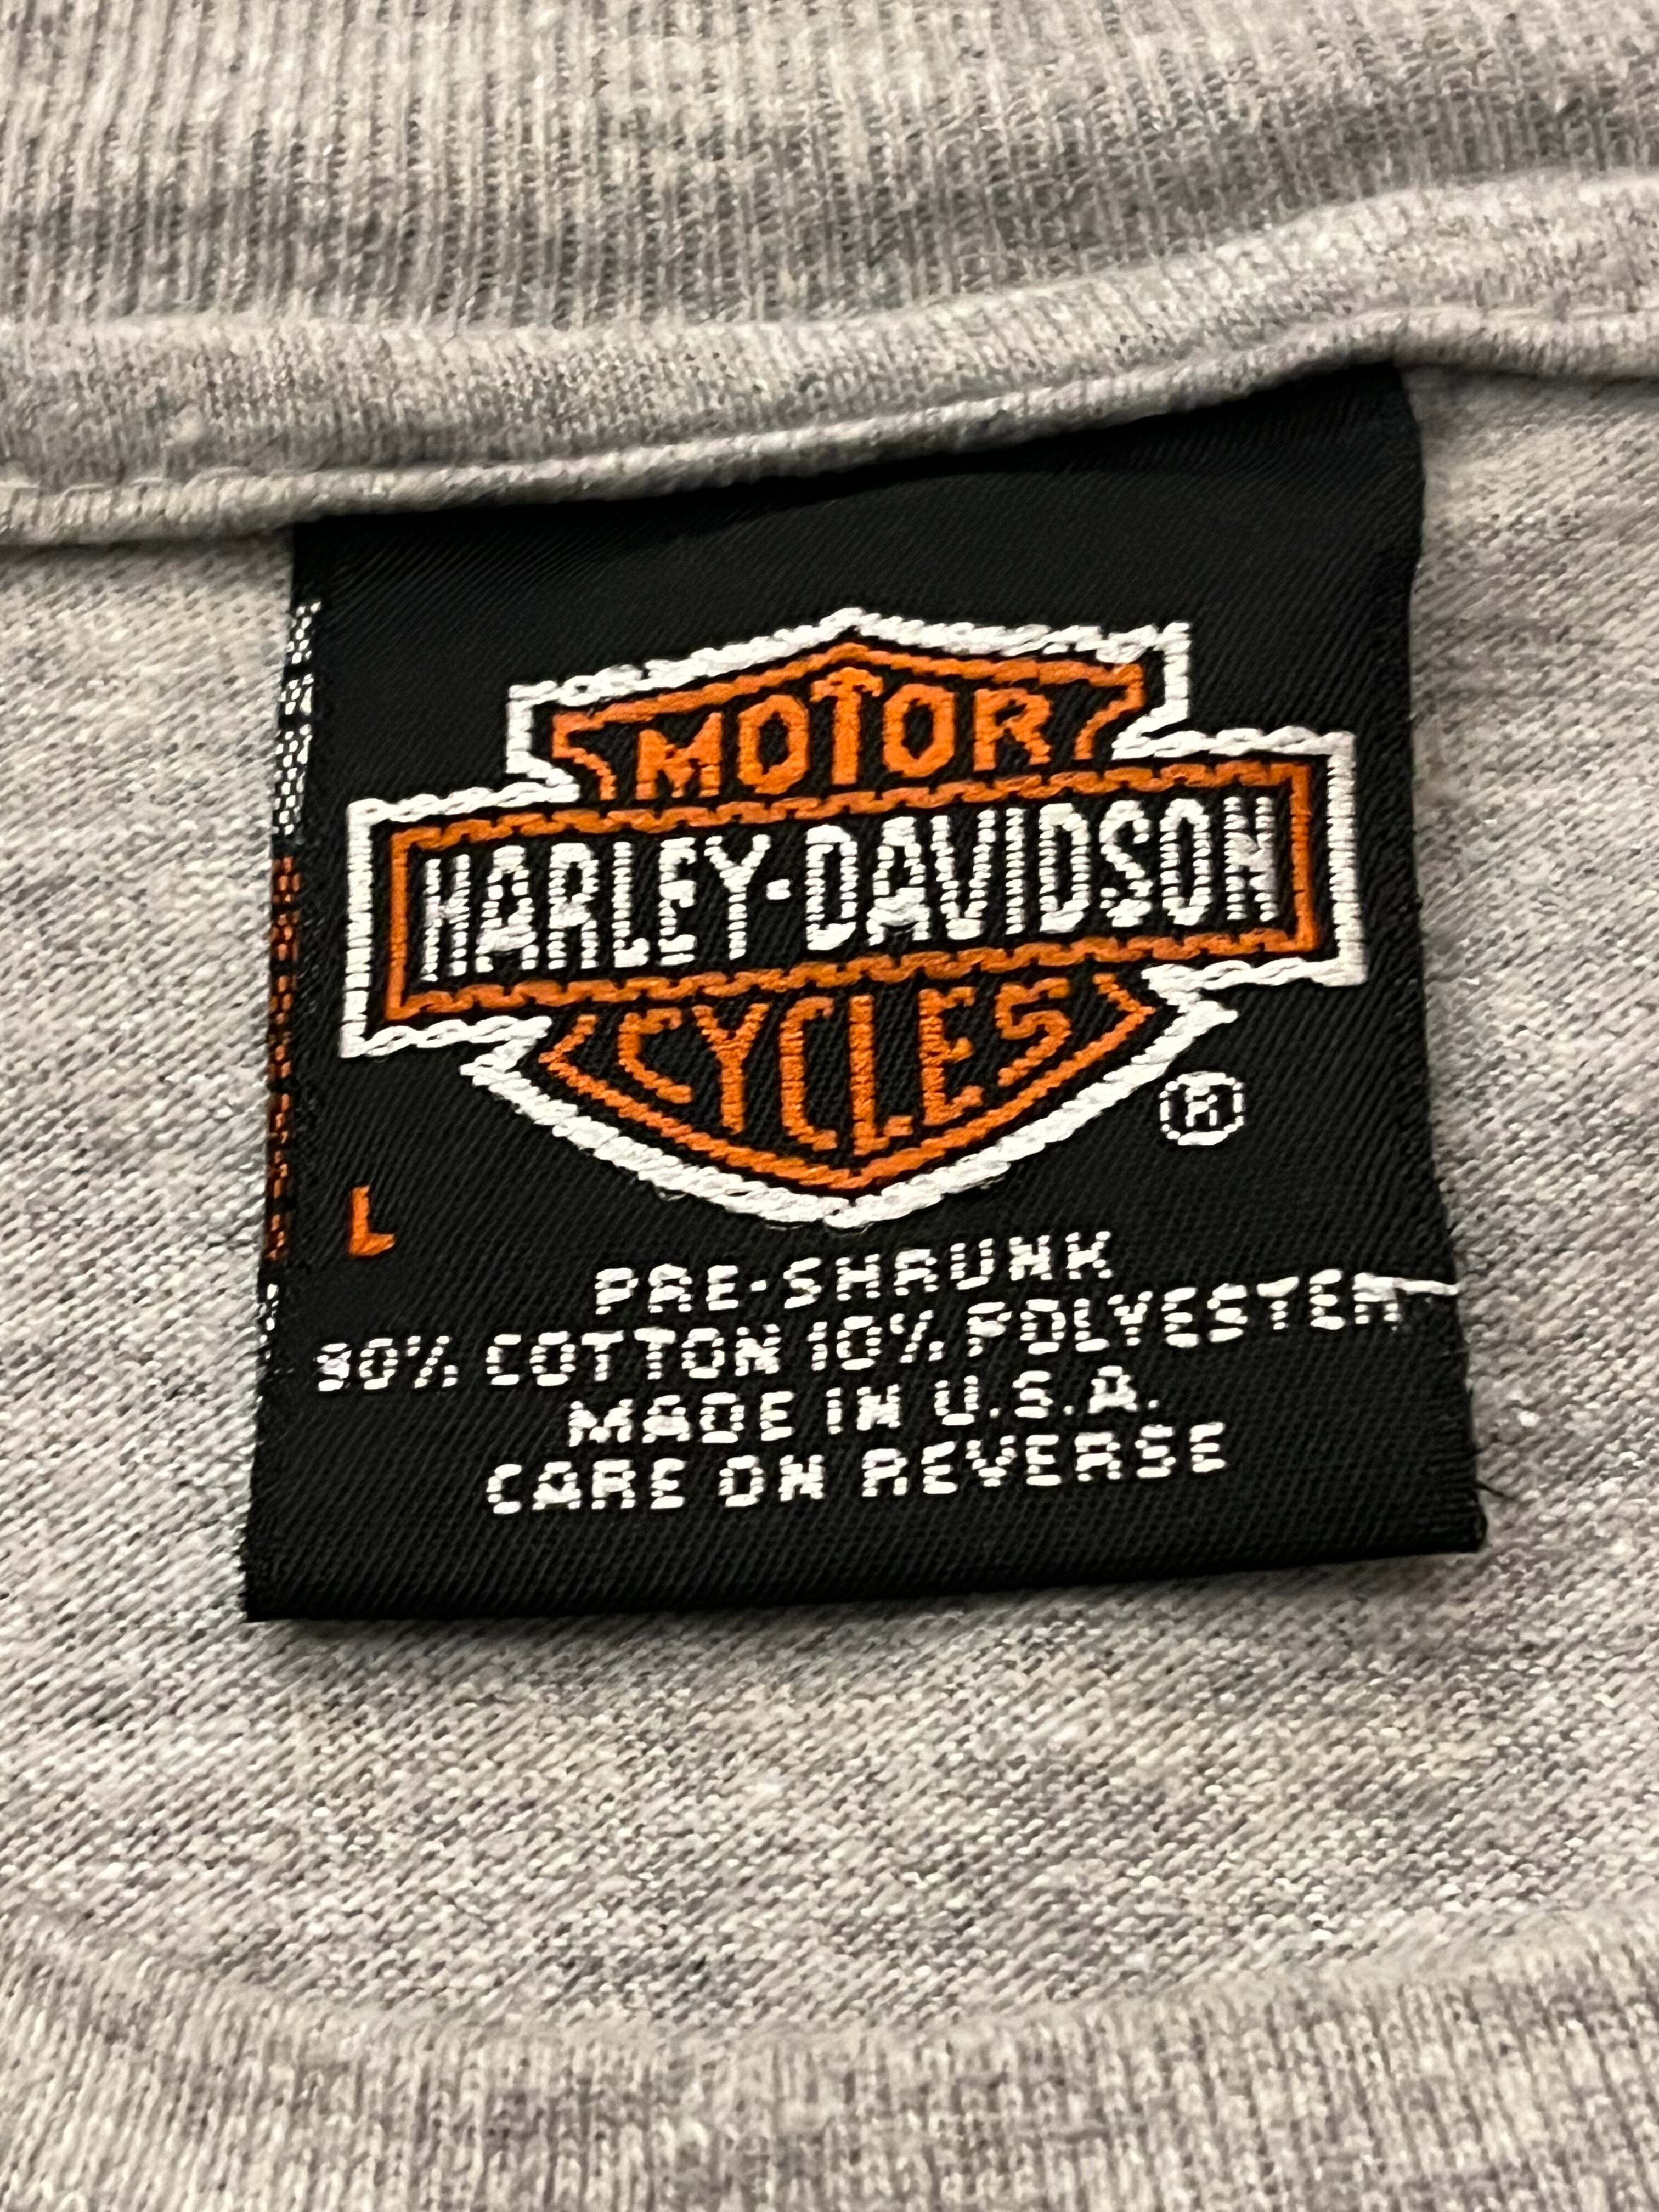 MOTOR
HARLEY-DAVIDSON
CYCLES
®
L
PRE-SHRUNK
90% COTTON 10% POLYESTER
MADE IN U.S.A.
CARE ON REVERSE